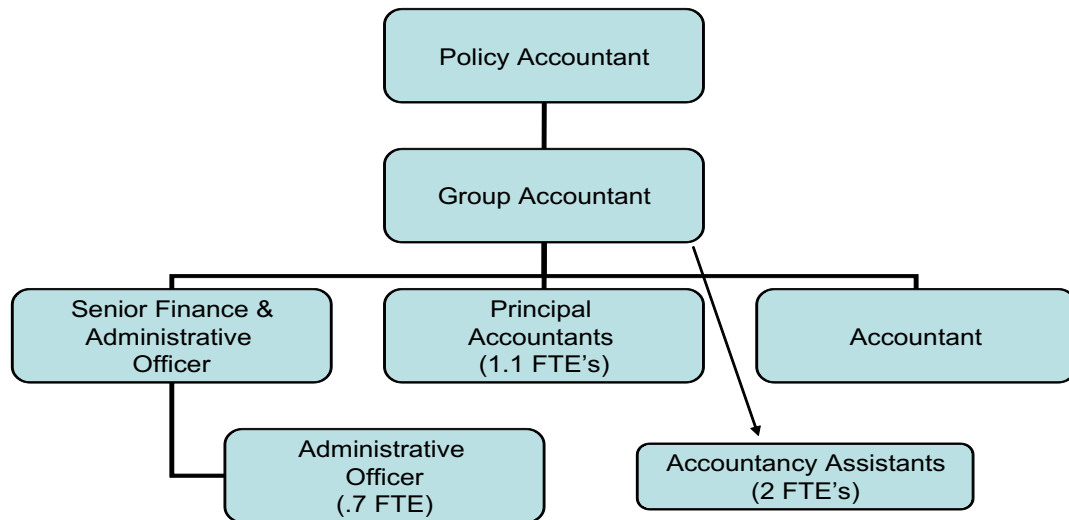 Policy Accountant
Group Accountant
Senior Finance &
Administrative
Officer
Principal
Accountants
(1.1 FTE’s)
Accountant
Administrative
Officer
(.7 FTE)
Accountancy Assistants
(2 FTE’s)